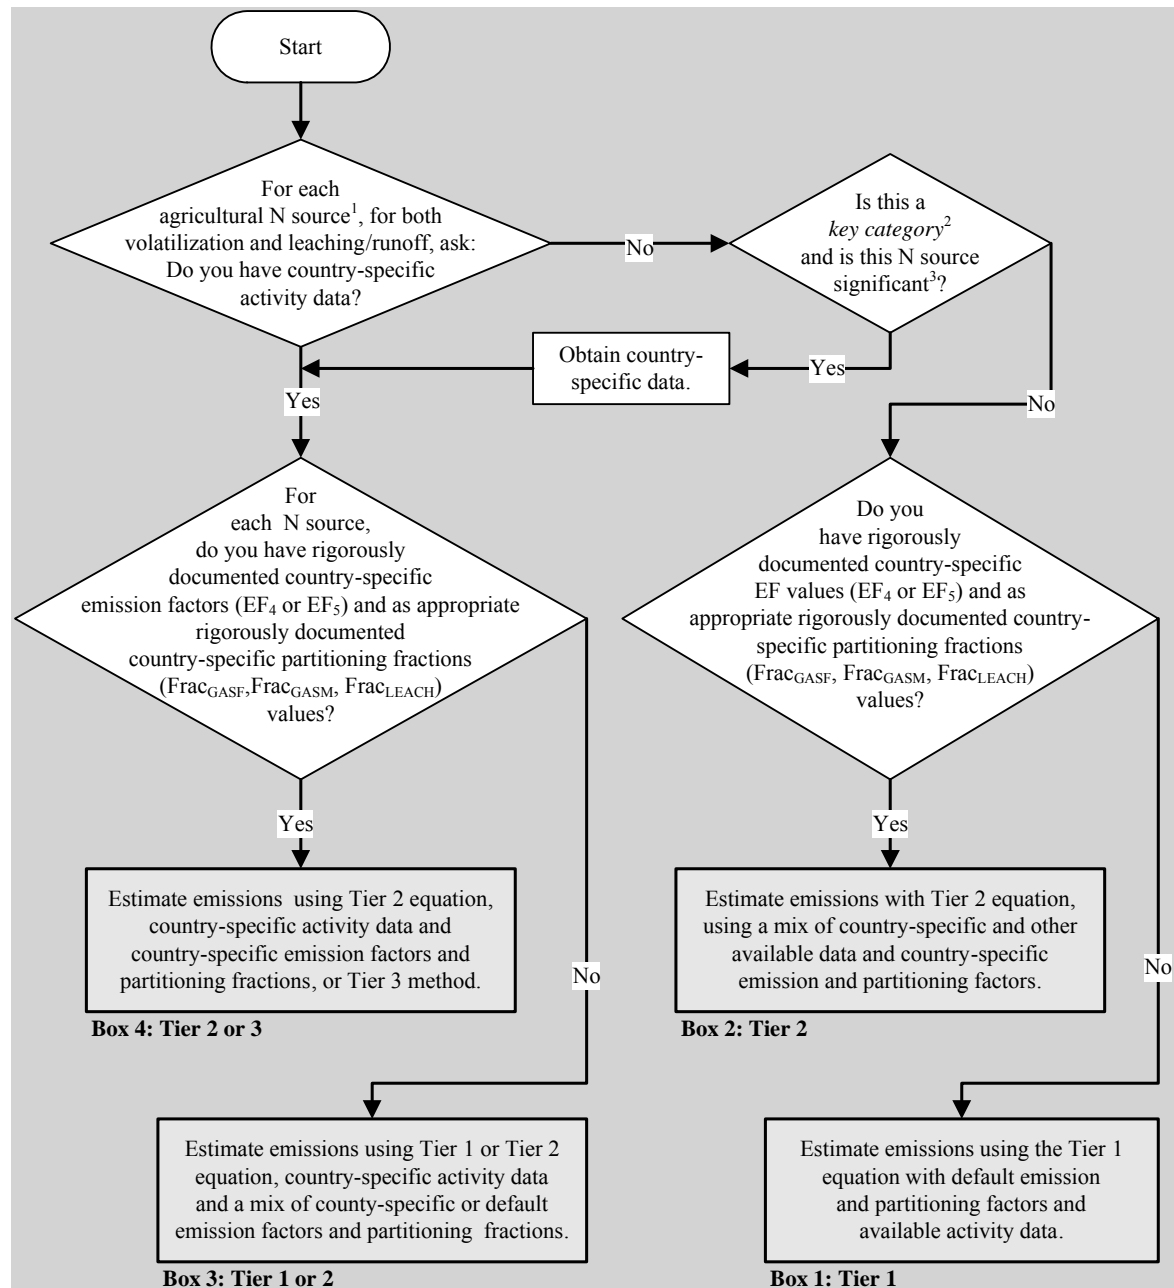 Start
For each
agricultural N source1, for both
volatilization and leaching/runoff, ask:
Do you have country-specific
activity data?
No
Is this a
key category2
and is this N source
significant3?
Obtain country-
specific data.
Yes
Yes
No
For
each N source,
do you have rigorously
documented country-specific
emission factors (EF4 or EF5) and as appropriate
rigorously documented
country-specific partitioning fractions
(FracGASF,FracGASM, FracLEACH)
values?
Do you
have rigorously
documented country-specific
EF values (EF4 or EF5) and as
appropriate rigorously documented country-
specific partitioning fractions
(FracGASF, FracGASM, FracLEACH)
values?
Yes
Yes
Estimate emissions using Tier 2 equation,
country-specific activity data and
country-specific emission factors and
partitioning fractions, or Tier 3 method.
No
Box 4: Tier 2 or 3
Estimate emissions with Tier 2 equation,
using a mix of country-specific and other
available data and country-specific
emission and partitioning factors.
No
Box 2: Tier 2
Estimate emissions using Tier 1 or Tier 2
equation, country-specific activity data
and a mix of county-specific or default
emission factors and partitioning fractions.
Box 3: Tier 1 or 2
Estimate emissions using the Tier 1
equation with default emission
and partitioning factors and
available activity data.
Box 1: Tier 1